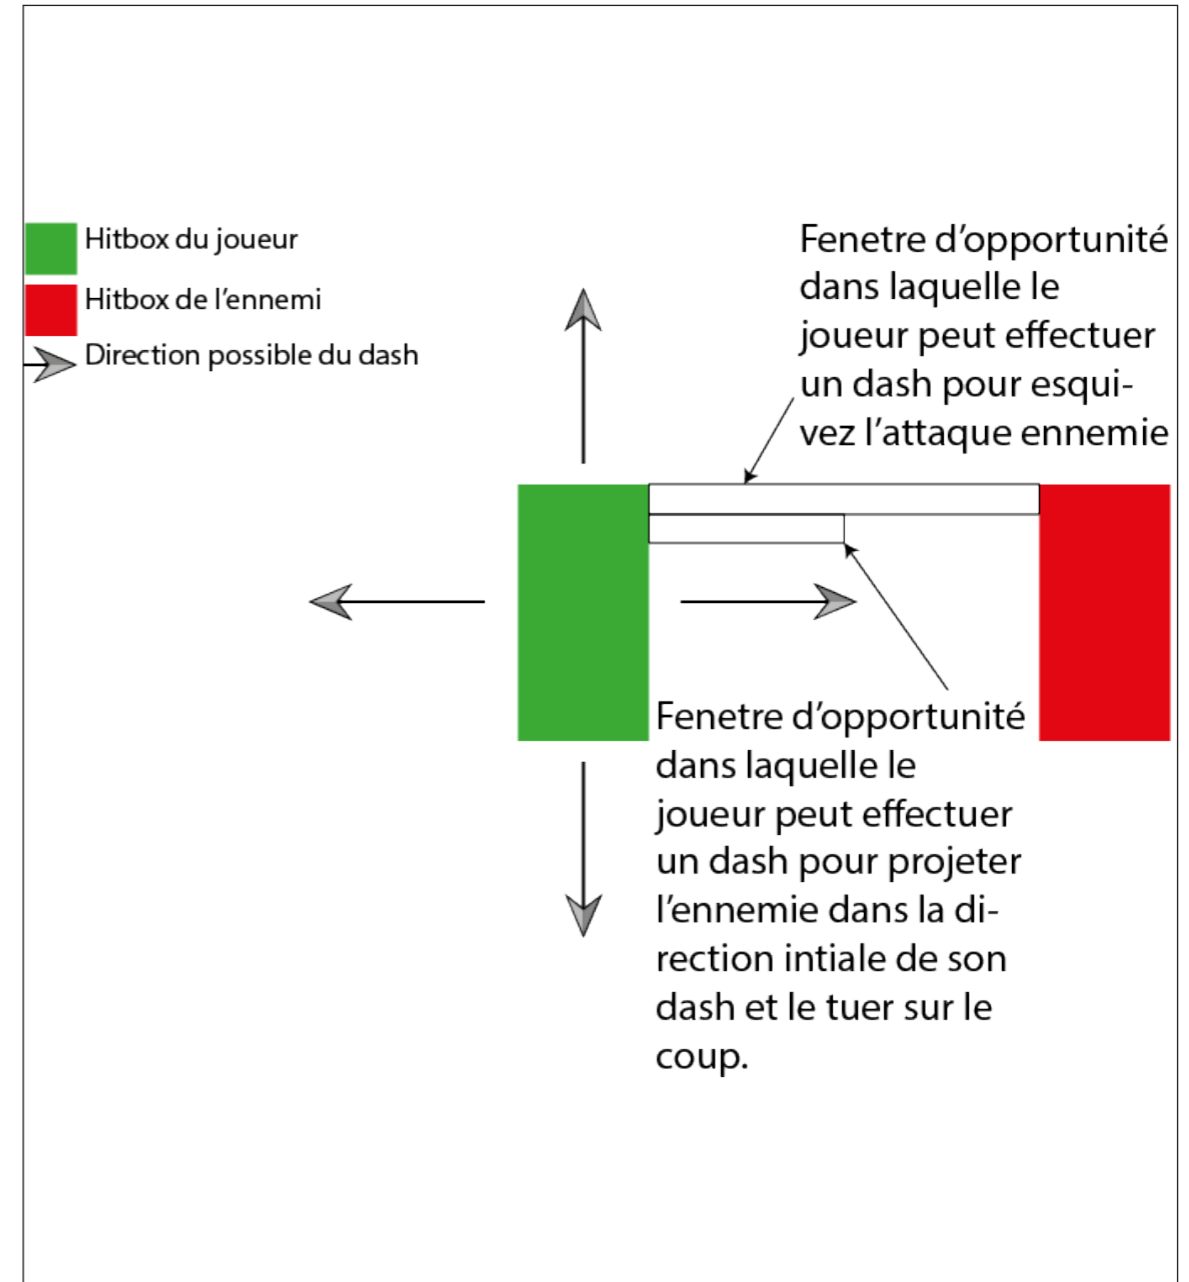 Hitbox du joueur
Hitbox de l'ennemi
Direction possible du dash
Fenetre d'opportunité
dans laquelle le
joueur peut effectuer
un dash pour esqui-
vez l'attaque ennemie
Fenetre d'opportunité
dans laquelle le
joueur peut effectuer
un dash pour projeter
l'ennemie dans la di-
rection intiale de son
dash et le tuer sur le
coup.